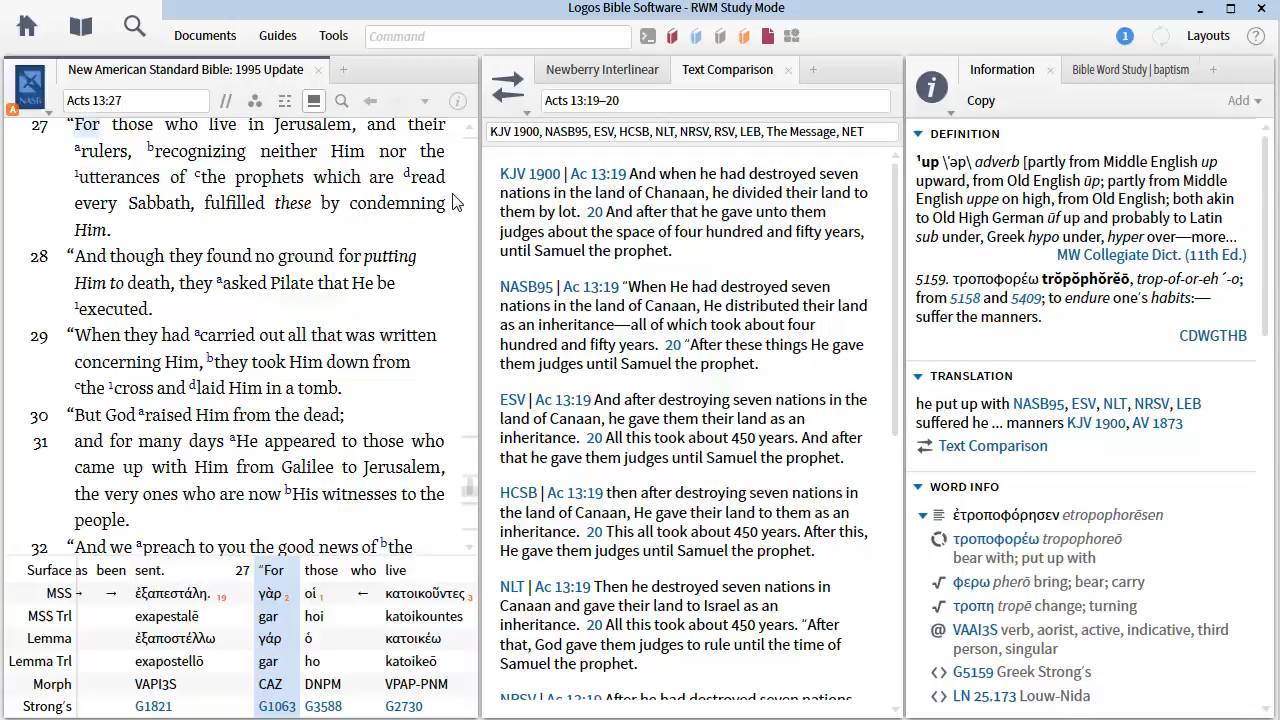 Logos Bible Software - RWM Study Mode
Documents Guides Tools Command 1 Layouts ?
New American Standard Bible: 1995 Update
Acts 13:27
NASB
A
27 “For those who live in Jerusalem, and their
ᵃrulers, ᵇrecognizing neither Him nor the
¹utterances of ᶜthe prophets which are ᵈread
every Sabbath, fulfilled these by condemning
Him.
28 “And though they found no ground for putting
Him to death, they ᵃasked Pilate that He be
¹executed.
29 “When they had ᵃcarried out all that was written
concerning Him, ᵇthey took Him down from
ᶜthe ¹cross and ᵈlaid Him in a tomb.
30 “But God ᵃraised Him from the dead;
31 and for many days ᵃHe appeared to those who
came up with Him from Galilee to Jerusalem,
the very ones who are now ᵇHis witnesses to the
people.
32 “And we ᵃpreach to you the good news of ᵇthe
Surface as been sent. 27 “For those who live
MSS → → ἐξαπεστάλη. 19 γὰρ 2 οἱ 1 ← κατοικοῦντες 3
MSS Trl exapestalē gar hoi katoikountes
Lemma ἐξαποστέλλω γάρ ὁ κατοικέω
Lemma Trl exapostellō gar ho katoikeō
Morph VAPI3S CAZ DNPM VPAP-PNM
Strong's G1821 G1063 G3588 G2730
Newberry Interlinear Text Comparison
Acts 13:19–20
KJV 1900, NASB95, ESV, HCSB, NLT, NRSV, RSV, LEB, The Message, NET
KJV 1900 | Ac 13:19 And when he had destroyed seven
nations in the land of Chanaan, he divided their land to
them by lot. 20 And after that he gave unto them
judges about the space of four hundred and fifty years,
until Samuel the prophet.
NASB95 | Ac 13:19 “When He had destroyed seven
nations in the land of Canaan, He distributed their land
as an inheritance—all of which took about four
hundred and fifty years. 20 “After these things He gave
them judges until Samuel the prophet.
ESV | Ac 13:19 And after destroying seven nations in the
land of Canaan, he gave them their land as an
inheritance. 20 All this took about 450 years. And after
that he gave them judges until Samuel the prophet.
HCSB | Ac 13:19 then after destroying seven nations in
the land of Canaan, He gave their land to them as an
inheritance. 20 This all took about 450 years. After this,
He gave them judges until Samuel the prophet.
NLT | Ac 13:19 Then he destroyed seven nations in
Canaan and gave their land to Israel as an
inheritance. 20 All this took about 450 years. “After
that, God gave them judges to rule until the time of
Samuel the prophet.
NRSV | Ac 13:19 After he had destroyed seven nations
Information Bible Word Study | baptism
Copy Add
DEFINITION
¹up \ˈəp\ adverb [partly from Middle English up
upward, from Old English ūp; partly from Middle
English uppe on high, from Old English; both akin
to Old High German ūf up and probably to Latin
sub under, Greek hypo under, hyper over—more...
MW Collegiate Dict. (11th Ed.)
5159. τροποφορέω trŏpŏphŏrĕō, trop-of-or-eh´-o;
from 5158 and 5409; to endure one’s habits:—
suffer the manners.
CDWGTHB
TRANSLATION
he put up with NASB95, ESV, NLT, NRSV, LEB
suffered he ... manners KJV 1900, AV 1873
Text Comparison
WORD INFO
ἐτροποφόρησεν etropophorēsen
τροποφορέω tropophoreō
bear with; put up with
φερω pherō bring; bear; carry
τροπη tropē change; turning
@ VAAI3S verb, aorist, active, indicative, third
person, singular
<> G5159 Greek Strong's
<> LN 25.173 Louw-Nida